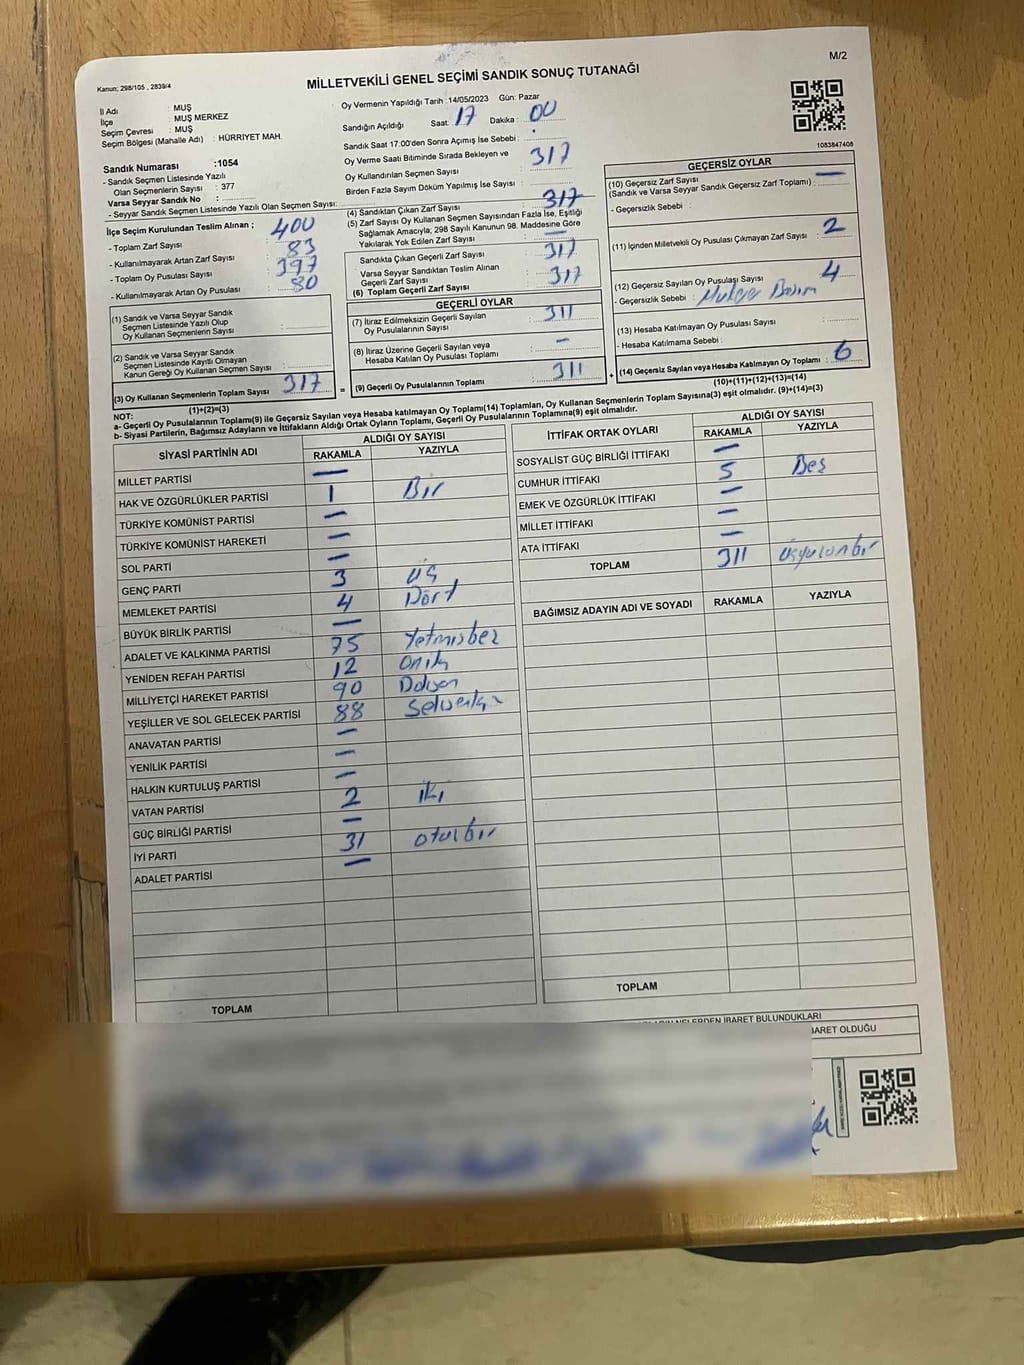 M/2
Kanun; 298/105 , 2839/4
MİLLETVEKİLİ GENEL SEÇİMİ SANDIK SONUÇ TUTANAĞI
İl Adı : MUŞ
İlçe : MUŞ MERKEZ
Seçim Çevresi : MUŞ
Seçim Bölgesi (Mahalle Adı) : HÜRRİYET MAH.
Oy Vermenin Yapıldığı Tarih :14/05/2023 Gün: Pazar
Sandığın Açıldığı Saat: 17 Dakika : 00
Sandık Saat 17.00'den Sonra Açımış İse Sebebi :
Oy Verme Saati Bitiminde Sırada Bekleyen ve
Oy Kullandırılan Seçmen Sayısı : 317
Birden Fazla Sayım Döküm Yapılmış İse Sayısı :
1083847408
Sandık Numarası :1054
- Sandık Seçmen Listesinde Yazılı
Olan Seçmenlerin Sayısı : 377
Varsa Seyyar Sandık No :
- Seyyar Sandık Seçmen Listesinde Yazılı Olan Seçmen Sayısı:
İlçe Seçim Kurulundan Teslim Alınan ;
- Toplam Zarf Sayısı : 400
- Kullanılmayarak Artan Zarf Sayısı : 83
- Toplam Oy Pusulası Sayısı : 397
- Kullanılmayarak Artan Oy Pusulası : 80
(1) Sandık ve Varsa Seyyar Sandık
Seçmen Listesinde Yazılı Olup
Oy Kullanan Seçmenlerin Sayısı :
(2) Sandık ve Varsa Seyyar Sandık
Seçmen Listesinde Kayıtlı Olmayan
Kanun Gereği Oy Kullanan Seçmen Sayısı :
(3) Oy Kullanan Seçmenlerin Toplam Sayısı : 317 =
(1)+(2)=(3)
(4) Sandıktan Çıkan Zarf Sayısı : 317
(5) Zarf Sayısı Oy Kullanan Seçmen Sayısından Fazla İse, Eşitliği
Sağlamak Amacıyla; 298 Sayılı Kanunun 98. Maddesine Göre
Yakılarak Yok Edilen Zarf Sayısı : —
Sandıkta Çıkan Geçerli Zarf Sayısı : 317
Varsa Seyyar Sandıktan Teslim Alınan
Geçerli Zarf Sayısı :
(6) Toplam Geçerli Zarf Sayısı : 317
GEÇERLİ OYLAR
(7) İtiraz Edilmeksizin Geçerli Sayılan
Oy Pusulalarının Sayısı : 311
(8) İtiraz Üzerine Geçerli Sayılan veya
Hesaba Katılan Oy Pusulası Toplamı : —
(9) Geçerli Oy Pusulalarının Toplamı : 311 +
GEÇERSİZ OYLAR
(10) Geçersiz Zarf Sayısı
(Sandık ve Varsa Seyyar Sandık Geçersiz Zarf Toplamı) : —
- Geçersizlik Sebebi :
(11) İçinden Milletvekili Oy Pusulası Çıkmayan Zarf Sayısı : 2
(12) Geçersiz Sayılan Oy Pusulası Sayısı : 4
- Geçersizlik Sebebi :
(13) Hesaba Katılmayan Oy Pusulası Sayısı :
- Hesaba Katılmama Sebebi :
(14) Geçersiz Sayılan veya Hesaba Katılmayan Oy Toplamı : 6
(10)+(11)+(12)+(13)=(14)
NOT:
a- Geçerli Oy Pusulalarının Toplamı(9) ile Geçersiz Sayılan veya Hesaba katılmayan Oy Toplamı(14) Toplamları, Oy Kullanan Seçmenlerin Toplam Sayısına(3) eşit olmalıdır. (9)+(14)=(3)
b- Siyasi Partilerin, Bağımsız Adayların ve İttifakların Aldığı Ortak Oyların Toplamı, Geçerli Oy Pusulalarının Toplamına(9) eşit olmalıdır.
SİYASİ PARTİNİN ADI ALDIĞI OY SAYISI
RAKAMLA YAZIYLA
MİLLET PARTİSİ —
HAK VE ÖZGÜRLÜKLER PARTİSİ 1 Bir
TÜRKİYE KOMÜNİST PARTİSİ —
TÜRKİYE KOMÜNİST HAREKETİ —
SOL PARTİ —
GENÇ PARTİ 3 üç
MEMLEKET PARTİSİ 4 Dört
BÜYÜK BİRLİK PARTİSİ —
ADALET VE KALKINMA PARTİSİ 75 Yetmişbeş
YENİDEN REFAH PARTİSİ 12 oniki
MİLLİYETÇİ HAREKET PARTİSİ 90 Doksan
YEŞİLLER VE SOL GELECEK PARTİSİ 88
ANAVATAN PARTİSİ —
YENİLİK PARTİSİ —
HALKIN KURTULUŞ PARTİSİ —
VATAN PARTİSİ 2 iki
GÜÇ BİRLİĞİ PARTİSİ —
İYİ PARTİ 31 otuzbir
ADALET PARTİSİ —
TOPLAM
İTTİFAK ORTAK OYLARI ALDIĞI OY SAYISI
RAKAMLA YAZIYLA
SOSYALİST GÜÇ BİRLİĞİ İTTİFAKI —
CUMHUR İTTİFAKI 5 Beş
EMEK VE ÖZGÜRLÜK İTTİFAKI —
MİLLET İTTİFAKI —
ATA İTTİFAKI —
TOPLAM 311 üçyüzonbir
BAĞIMSIZ ADAYIN ADI VE SOYADI RAKAMLA YAZIYLA
TOPLAM
NELERDEN İBARET BULUNDUKLARI
İBARET OLDUĞU